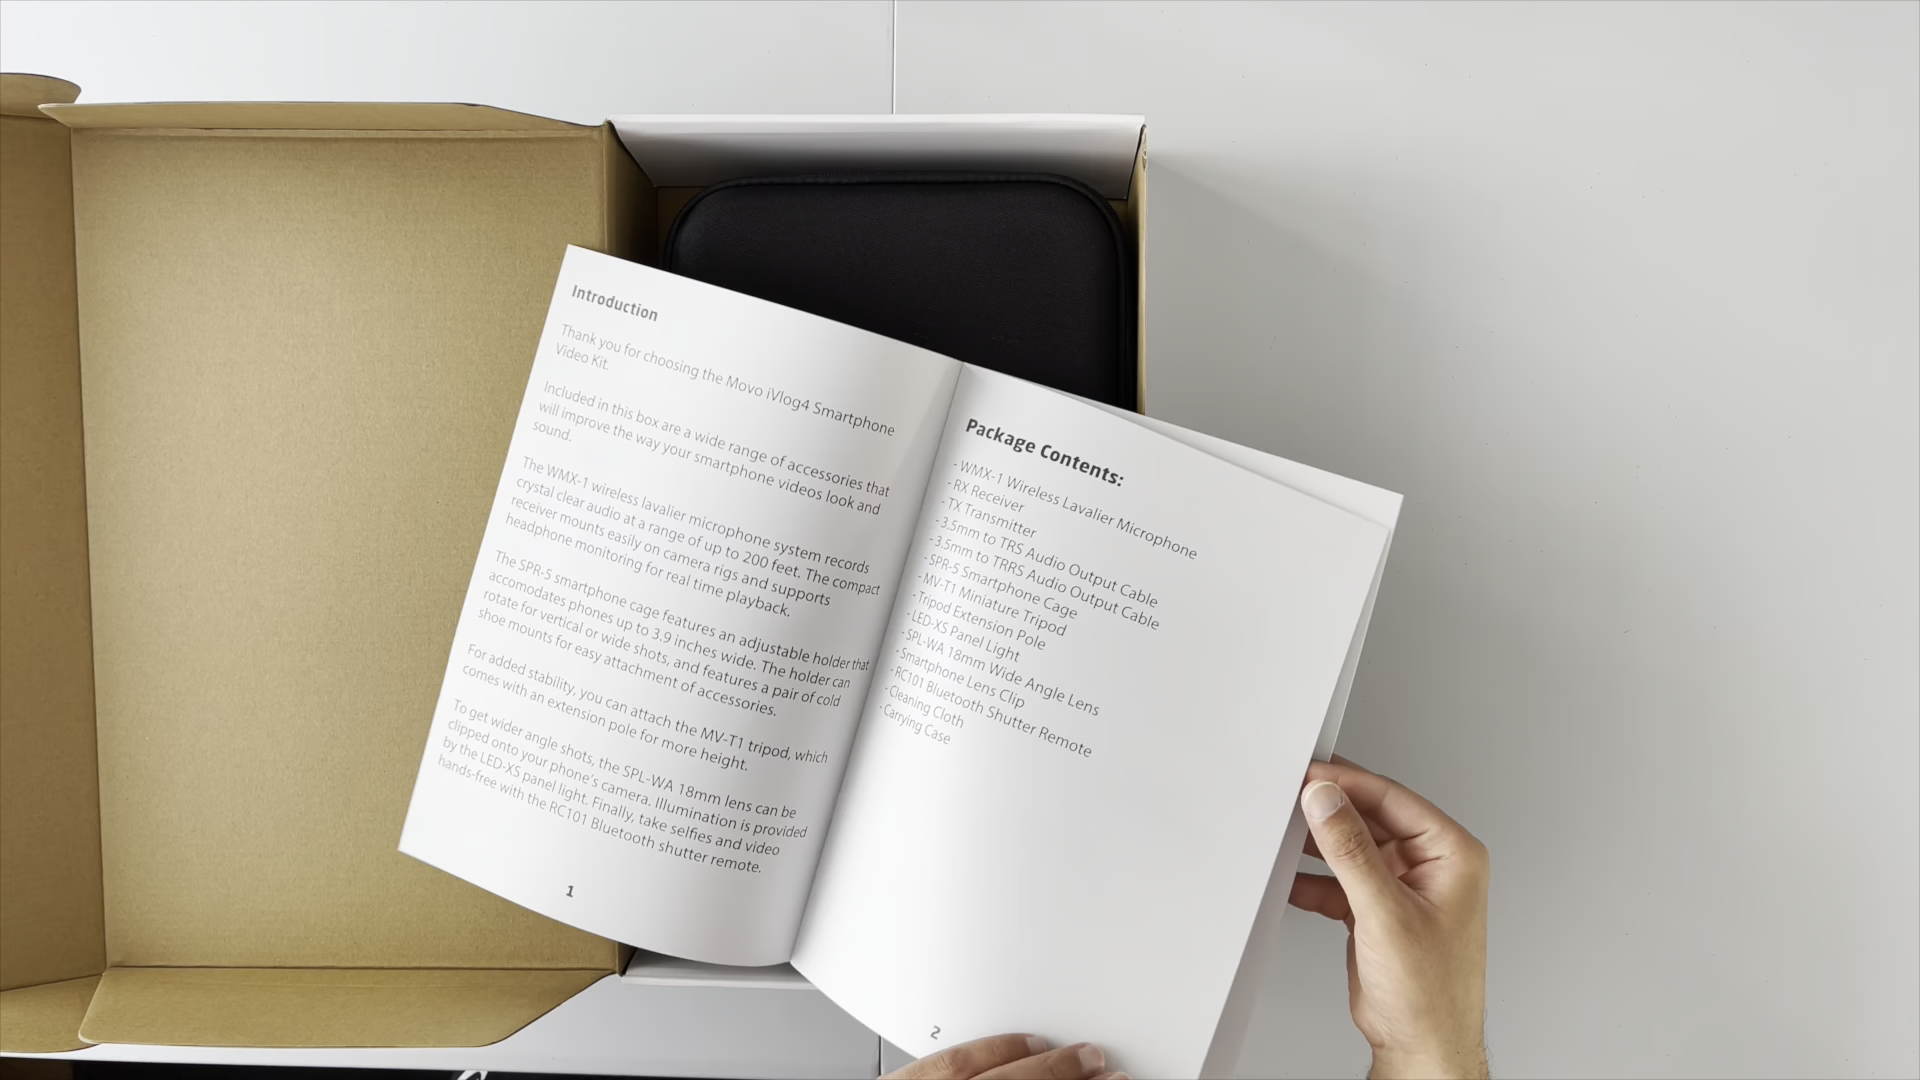 Introduction
Thank you for choosing the Movo iVlog4 Smartphone
Video Kit.
Included in this box are a wide range of accessories that
will improve the way your smartphone videos look and
sound.
The WMX-1 wireless lavalier microphone system records
crystal clear audio at a range of up to 200 feet. The compact
receiver mounts easily on camera rigs and supports
headphone monitoring for real time playback.
The SPR-5 smartphone cage features an adjustable holder that
accomodates phones up to 3.9 inches wide. The holder can
rotate for vertical or wide shots, and features a pair of cold
shoe mounts for easy attachment of accessories.
For added stability, you can attach the MV-T1 tripod, which
comes with an extension pole for more height.
To get wider angle shots, the SPL-WA 18mm lens can be
clipped onto your phone's camera. Illumination is provided
by the LED-XS panel light. Finally, take selfies and video
hands-free with the RC101 Bluetooth shutter remote.
1
Package Contents:
- WMX-1 Wireless Lavalier Microphone
- RX Receiver
- TX Transmitter
- 3.5mm to TRS Audio Output Cable
- 3.5mm to TRRS Audio Output Cable
- SPR-5 Smartphone Cage
- MV-T1 Miniature Tripod
- Tripod Extension Pole
- LED-XS Panel Light
- SPL-WA 18mm Wide Angle Lens
- Smartphone Lens Clip
- RC101 Bluetooth Shutter Remote
- Cleaning Cloth
- Carrying Case
2